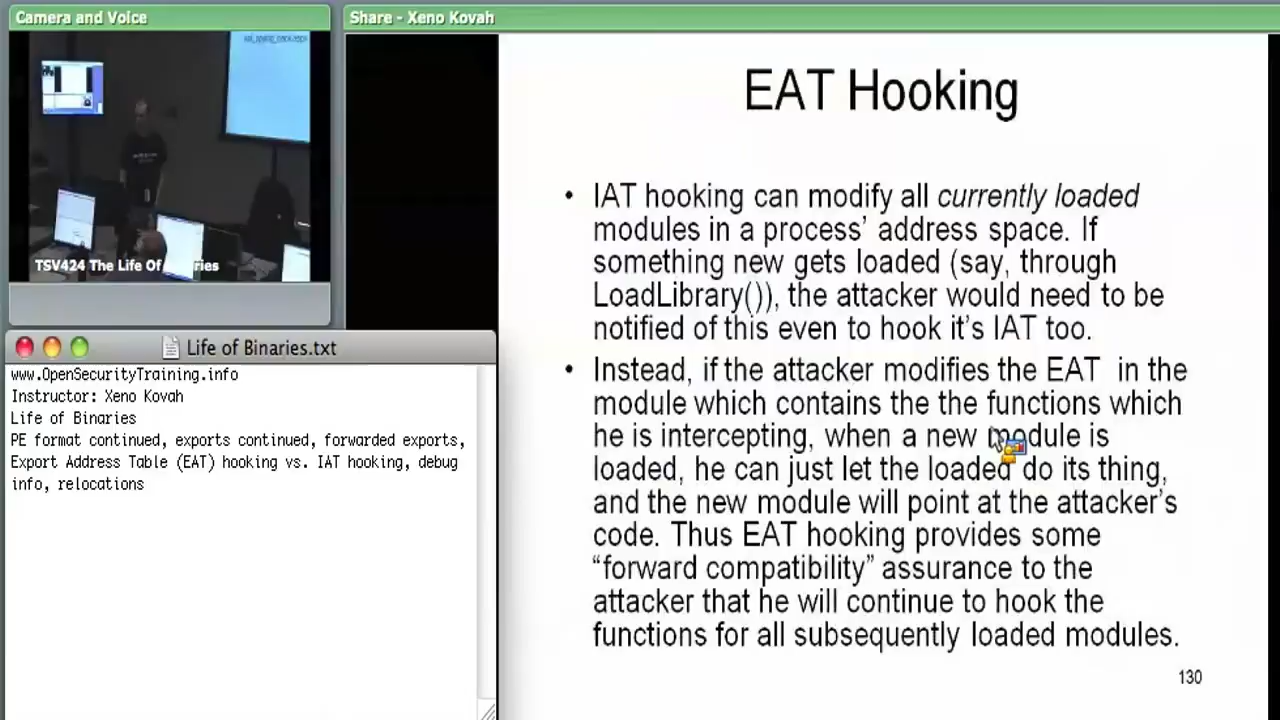 Camera and Voice
Share - Xeno Kovah
TSV424 The Life Of
ries
Life of Binaries.txt
www.OpenSecurityTraining.info
Instructor: Xeno Kovah
Life of Binaries
PE format continued, exports continued, forwarded exports,
Export Address Table (EAT) hooking vs. IAT hooking, debug
info, relocations
EAT Hooking
• IAT hooking can modify all currently loaded
modules in a process’ address space. If
something new gets loaded (say, through
LoadLibrary()), the attacker would need to be
notified of this even to hook it’s IAT too.
• Instead, if the attacker modifies the EAT in the
module which contains the the functions which
he is intercepting, when a new module is
loaded, he can just let the loaded do its thing,
and the new module will point at the attacker’s
code. Thus EAT hooking provides some
“forward compatibility” assurance to the
attacker that he will continue to hook the
functions for all subsequently loaded modules.
130